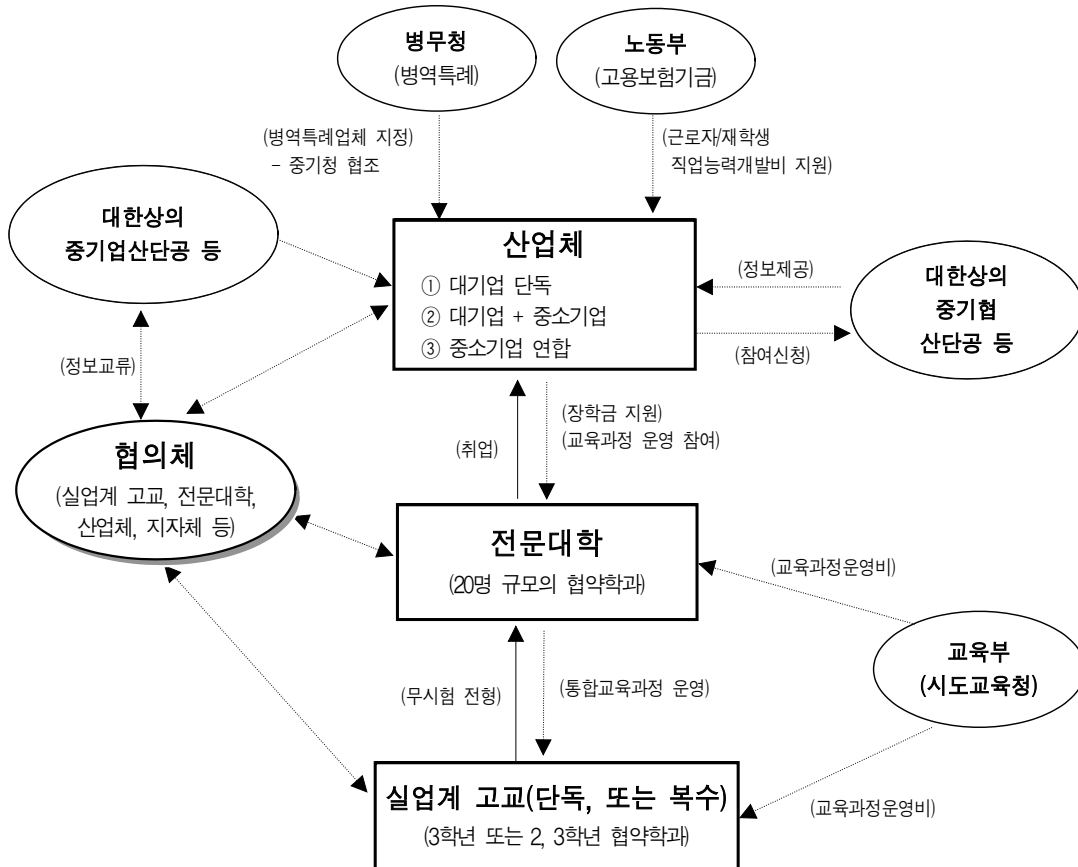 병무청
(병역특례)
노동부
(고용보험기금)
(병역특례업체 지정)
- 중기청 협조
(근로자/재학생
직업능력개발비 지원)
대한상의
중기업산단공 등
산업체
① 대기업 단독
② 대기업 + 중소기업
③ 중소기업 연합
(정보제공)
대한상의
중기협
산단공 등
(참여신청)
(정보교류)
(장학금 지원)
(교육과정 운영 참여)
(취업)
협의체
(실업계 고교, 전문대학,
산업체, 지자체 등)
전문대학
(20명 규모의 협약학과)
(교육과정운영비)
교육부
(시도교육청)
(무시험 전형)
(통합교육과정 운영)
실업계 고교(단독, 또는 복수)
(3학년 또는 2, 3학년 협약학과)
(교육과정운영비)